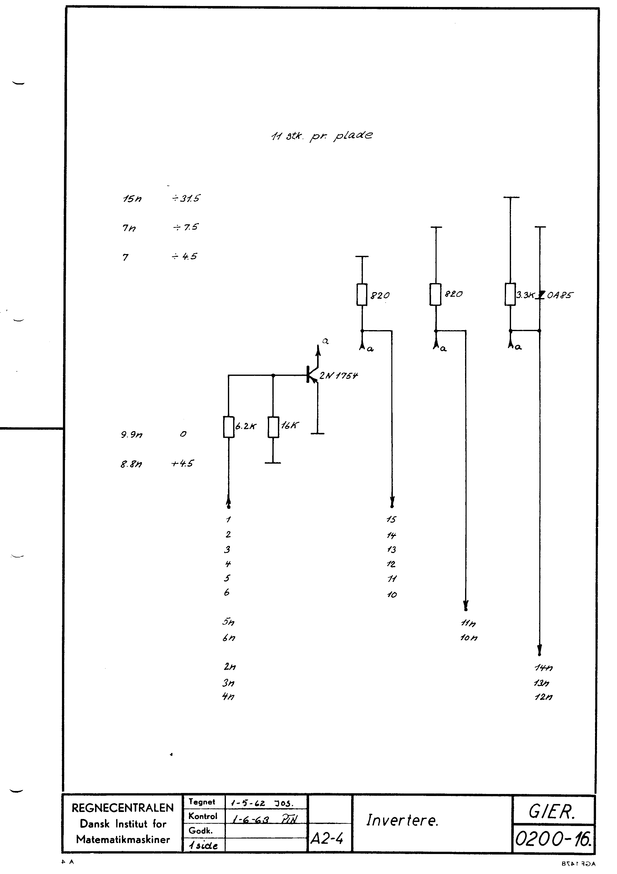 11 stk. pr. plade
15n ÷31.5
7n ÷7.5
7 ÷4.5
820
820
3.3K
OA85
a
a
a
a
2N1754
6.2K
16K
9.9n 0
8.8n +4.5
1 15
2 14
3 13
4 12
5 11
6 10
5n 11n
6n 10n
2n 14n
3n 13n
4n 12n
REGNECENTRALEN
Dansk Institut for
Matematikmaskiner
Tegnet 1-5-62 JOS.
Kontrol 1-6-63
Godk.
1 side
A2-4
Invertere.
GIER.
0200-16.
A 4
AGF 1478